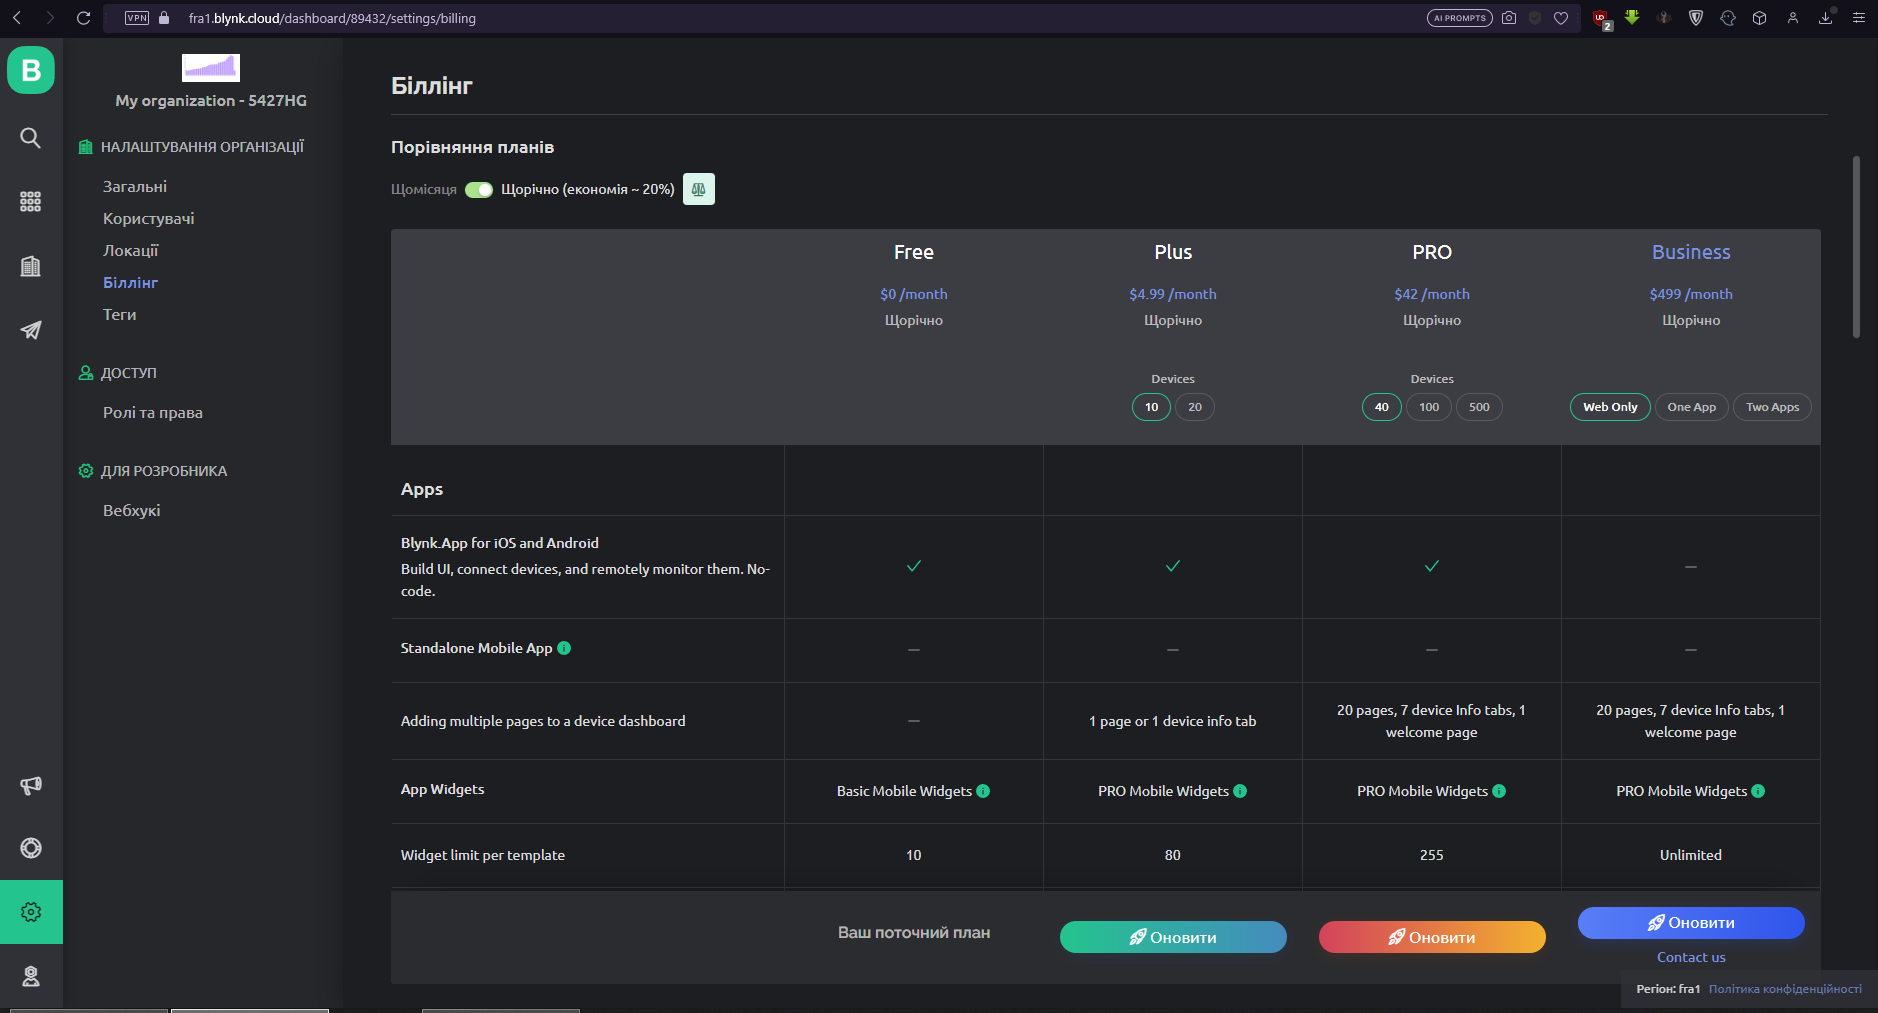 VPN
fra1.blynk.cloud/dashboard/89432/settings/billing
AI PROMPTS
2
B
My organization - 5427HG
НАЛАШТУВАННЯ ОРГАНІЗАЦІЇ
Загальні
Користувачі
Локації
Біллінг
Теги
ДОСТУП
Ролі та права
ДЛЯ РОЗРОБНИКА
Вебхукі
Біллінг
Порівняння планів
Щомісяця Щорічно (економія ~ 20%)
Free Plus PRO Business
$0 /month $4.99 /month $42 /month $499 /month
Щорічно Щорічно Щорічно Щорічно
Devices Devices
10 20 40 100 500 Web Only One App Two Apps
Apps
Blynk.App for iOS and Android
Build UI, connect devices, and remotely monitor them. No-
code.
Standalone Mobile App
Adding multiple pages to a device dashboard — 1 page or 1 device info tab
20 pages, 7 device Info tabs, 1
welcome page
20 pages, 7 device Info tabs, 1
welcome page
App Widgets Basic Mobile Widgets PRO Mobile Widgets PRO Mobile Widgets PRO Mobile Widgets
Widget limit per template 10 80 255 Unlimited
Ваш поточний план Оновити Оновити Оновити
Contact us
Регіон: fra1 Політика конфіденційності